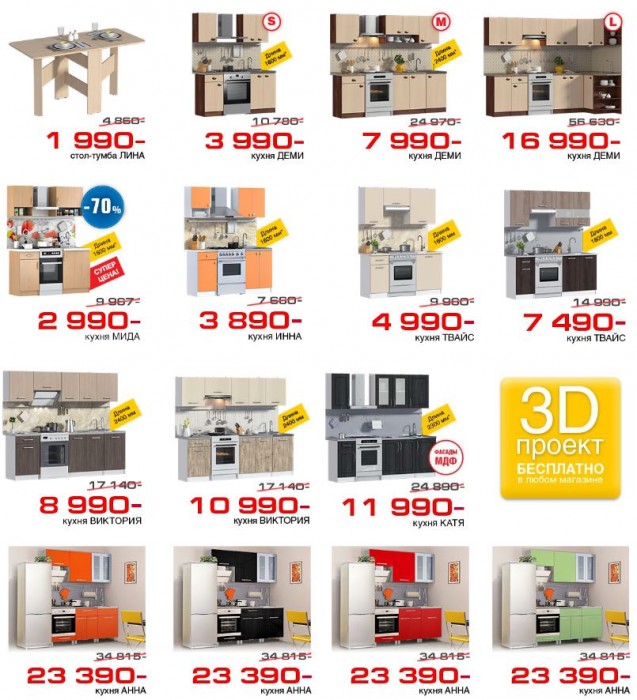 4 860-
1 990-
стол-тумба ЛИНА
S
Длина
1600 мм*
10 780-
3 990-
кухня ДЕМИ
M
Длина
2400 мм*
24 970-
7 990-
кухня ДЕМИ
L
56 630-
16 990-
кухня ДЕМИ
-70%
Длина
1600 мм*
СУПЕР
ЦЕНА!
9 967-
2 990-
кухня МИДА
Длина
1600 мм*
7 660-
3 890-
кухня ИННА
Длина
1600 мм
9 960-
4 990-
кухня ТВАЙС
Длина
1800 мм*
14 990-
7 490-
кухня ТВАЙС
Длина
2400 мм
17 140-
8 990-
кухня ВИКТОРИЯ
Длина
2400 мм
17 140-
10 990-
кухня ВИКТОРИЯ
Длина
2300 мм*
ФАСАДЫ
МДФ
24 890-
11 990-
кухня КАТЯ
3D
проект
БЕСПЛАТНО
в любом магазине
34 815-
23 390-
кухня АННА
34 815-
23 390-
кухня АННА
34 815-
23 390-
кухня АННА
34 815-
23 390-
кухня АННА